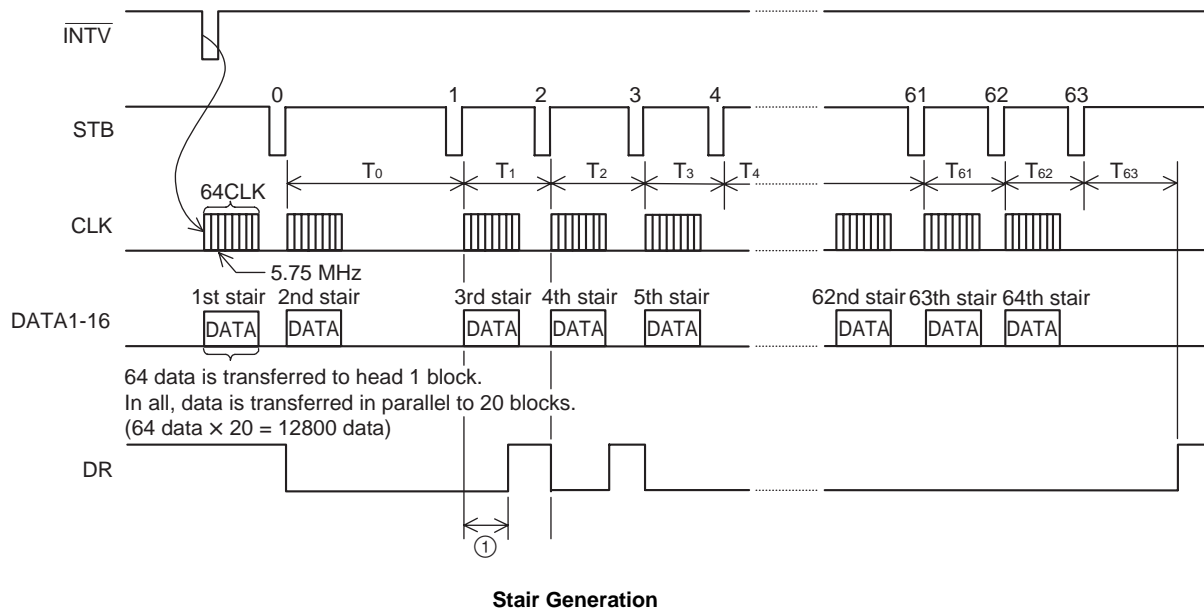 INTV
0 1 2 3 4 61 62 63
STB
T0 T1 T2 T3 T4 T61 T62 T63
64CLK
CLK
5.75 MHz
1st stair 2nd stair 3rd stair 4th stair 5th stair 62nd stair 63th stair 64th stair
DATA1-16
DATA DATA DATA DATA DATA DATA DATA DATA
64 data is transferred to head 1 block.
In all, data is transferred in parallel to 20 blocks.
(64 data × 20 = 12800 data)
DR
①
Stair Generation